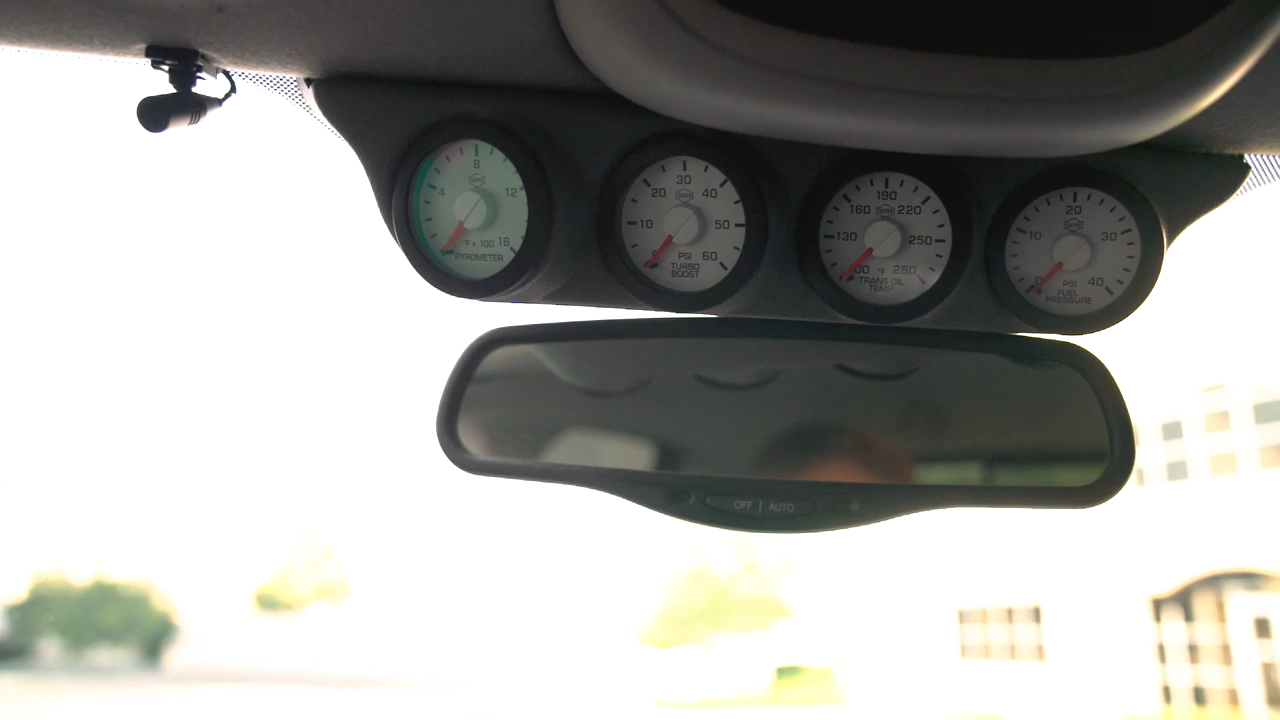 8
4 12
°F x 100 16
PYROMETER
30
20 40
10 50
60
PSI
TURBO
BOOST
190
160 220
130 250
°F 280
TRANS OIL
TEMP
20
10 30
0 40
PSI
FUEL
PRESSURE
OFF | AUTO